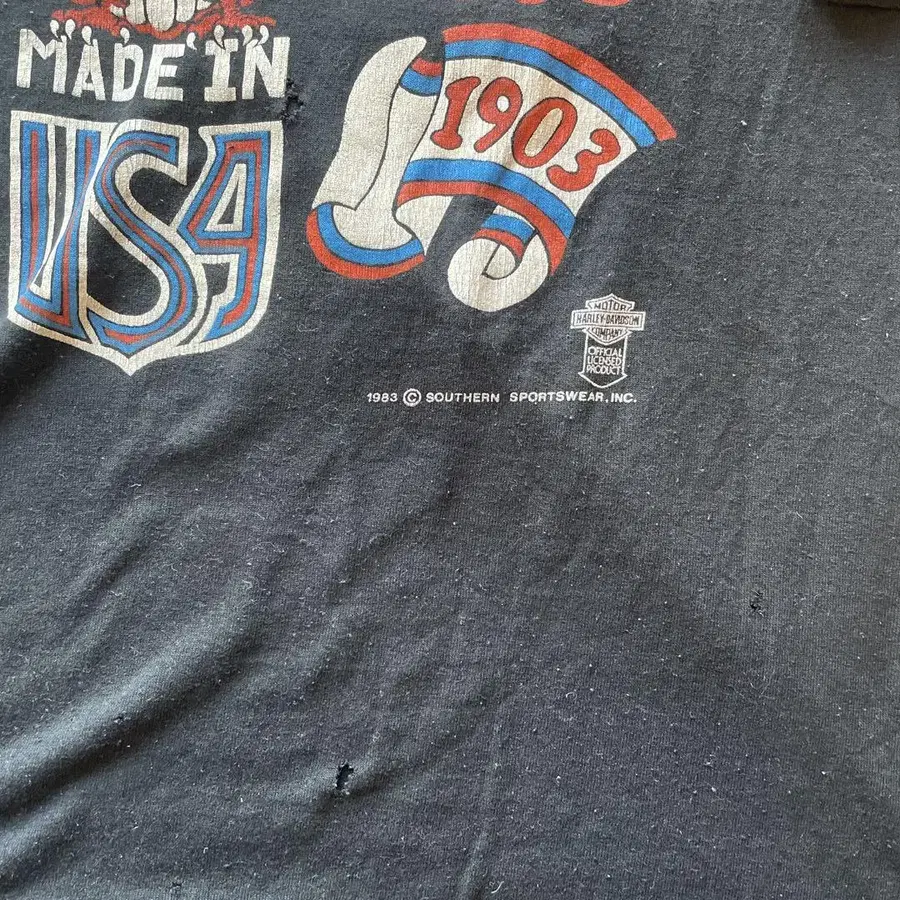 MADE IN
USA
1903
MOTOR
HARLEY-DAVIDSON
COMPANY
OFFICIAL
LICENSED
PRODUCT
1983 © SOUTHERN SPORTSWEAR, INC.